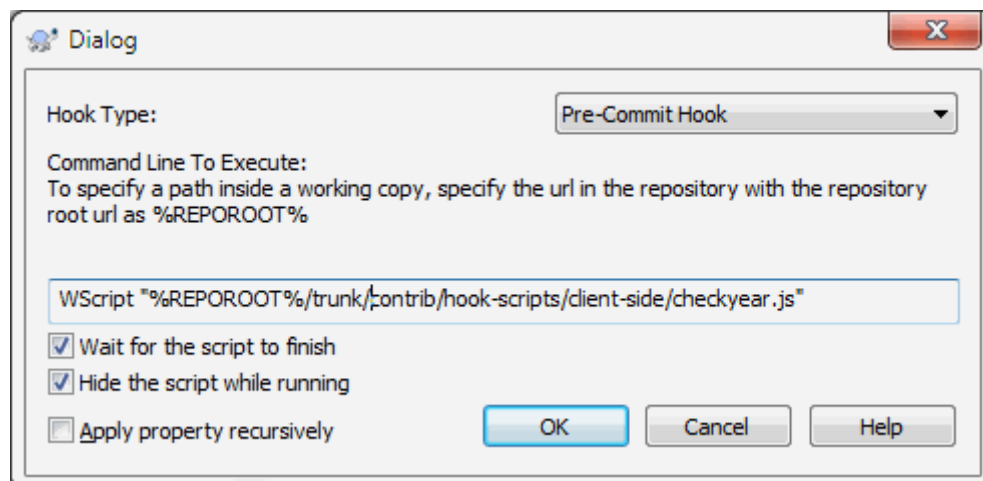 Dialog
Hook Type:
Pre-Commit Hook
Command Line To Execute:
To specify a path inside a working copy, specify the url in the repository with the repository
root url as %REPOROOT%
WScript "%REPOROOT%/trunk/contrib/hook-scripts/client-side/checkyear.js"
Wait for the script to finish
Hide the script while running
Apply property recursively
OK
Cancel
Help